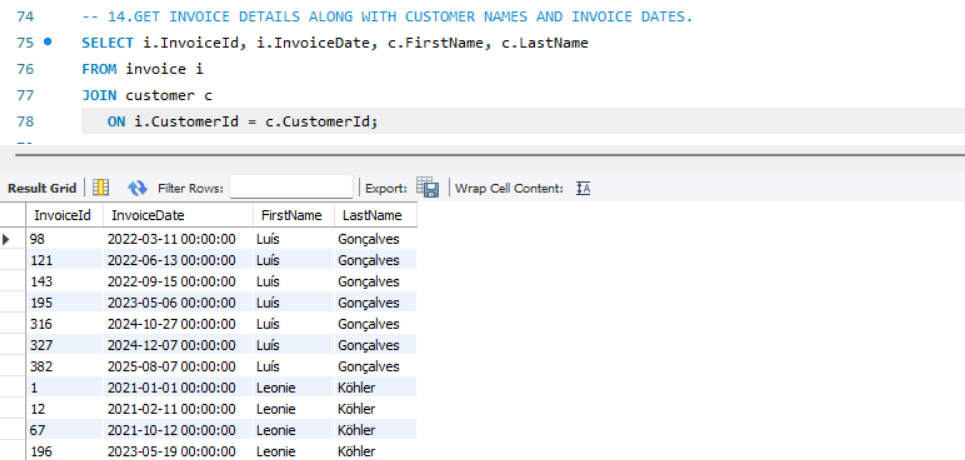 74 -- 14.GET INVOICE DETAILS ALONG WITH CUSTOMER NAMES AND INVOICE DATES.
75 SELECT i.InvoiceId, i.InvoiceDate, c.FirstName, c.LastName
76 FROM invoice i
77 JOIN customer c
78 ON i.CustomerId = c.CustomerId;
Result Grid Filter Rows: Export: Wrap Cell Content: IA
InvoiceId InvoiceDate FirstName LastName
98 2022-03-11 00:00:00 Luís Gonçalves
121 2022-06-13 00:00:00 Luís Gonçalves
143 2022-09-15 00:00:00 Luís Gonçalves
195 2023-05-06 00:00:00 Luís Gonçalves
316 2024-10-27 00:00:00 Luís Gonçalves
327 2024-12-07 00:00:00 Luís Gonçalves
382 2025-08-07 00:00:00 Luís Gonçalves
1 2021-01-01 00:00:00 Leonie Köhler
12 2021-02-11 00:00:00 Leonie Köhler
67 2021-10-12 00:00:00 Leonie Köhler
196 2023-05-19 00:00:00 Leonie Köhler